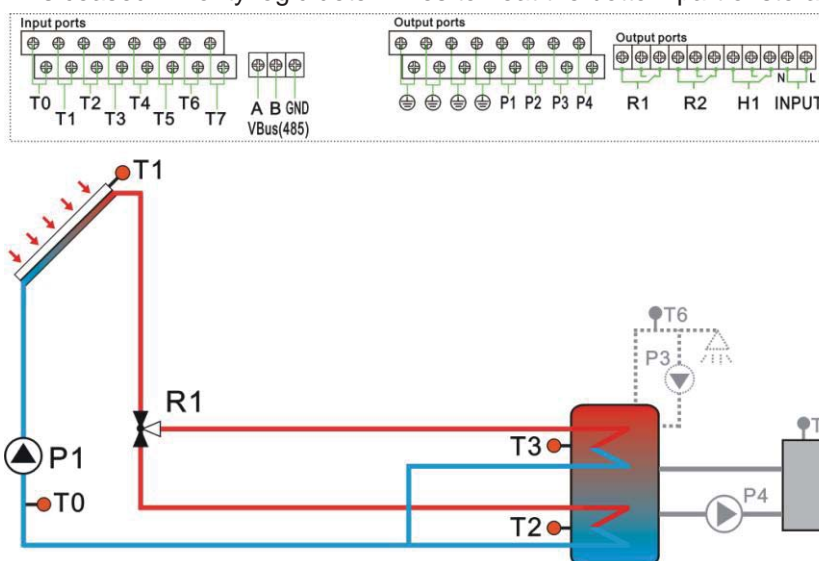 Input ports
T0 T1 T2 T3 T4 T5 T6 T7
A B GND
VBus(485)
Output ports
P1 P2 P3 P4
Output ports
N L
R1 R2 H1 INPUT
T1
T6
P3
R1
T3
P1
P4
T0
T2